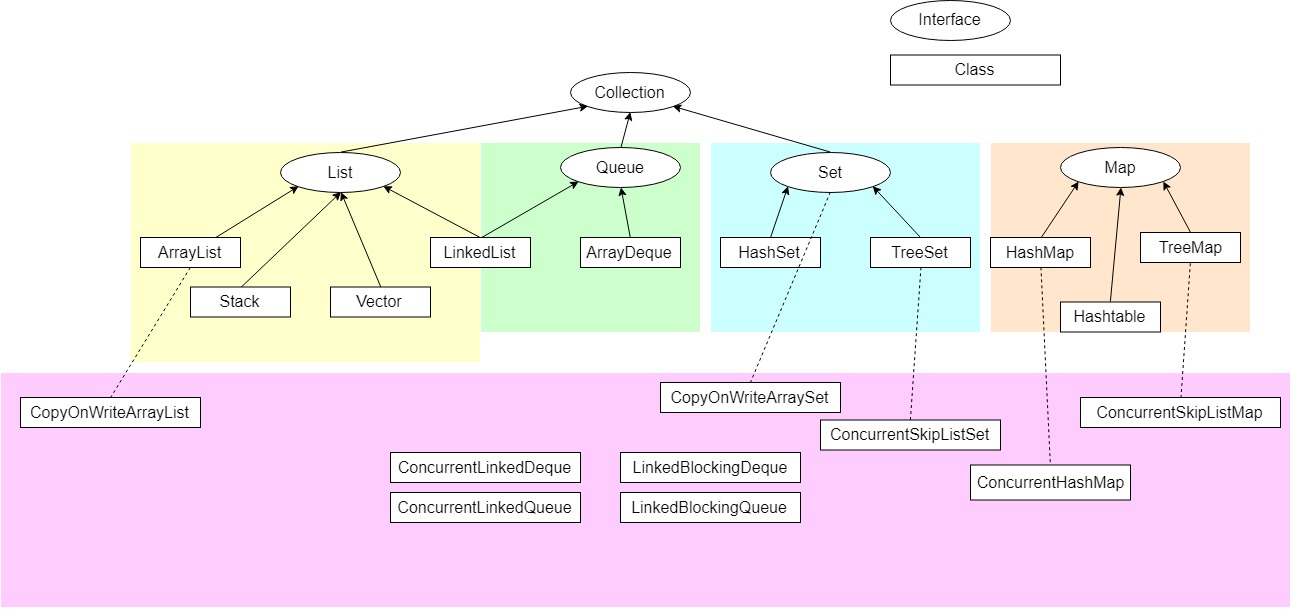 Interface
Class
Collection
List
Queue
Set
Map
ArrayList
LinkedList
ArrayDeque
HashSet
TreeSet
HashMap
TreeMap
Stack
Vector
Hashtable
CopyOnWriteArrayList
CopyOnWriteArraySet
ConcurrentSkipListMap
ConcurrentSkipListSet
ConcurrentLinkedDeque
LinkedBlockingDeque
ConcurrentHashMap
ConcurrentLinkedQueue
LinkedBlockingQueue